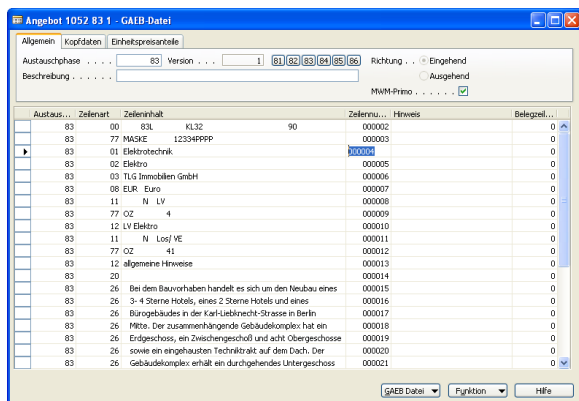 Angebot 1052 83 1 - GAEB-Datei
Allgemein Kopfdaten Einheitspreisanteile
Austauschphase . . . . 83 Version . . . 1 81 82 83 84 85 86 Richtung . . Eingehend
Beschreibung . . . . . . Ausgehend
MWM-Primo . . . . . .
Austaus... Zeilenart Zeileninhalt Zeilennu... Hinweis Belegzeil...
83 00 83L KL32 90 000002 0
83 77 MASKE 12334PPPP 000003 0
83 01 Elektrotechnik 000004 0
83 02 Elektro 000005 0
83 03 TLG Immobilien GmbH 000006 0
83 08 EUR Euro 000007 0
83 11 N LV 000008 0
83 77 OZ 4 000009 0
83 12 LV Elektro 000010 0
83 11 N Los/ VE 000011 0
83 77 OZ 41 000012 0
83 12 allgemeine Hinweise 000013 0
83 20 000014 0
83 26 Bei dem Bauvorhaben handelt es sich um den Neubau eines 000015 0
83 26 3- 4 Sterne Hotels, eines 2 Sterne Hotels und eines 000016 0
83 26 Bürogebäudes in der Karl-Liebknecht-Strasse in Berlin 000017 0
83 26 Mitte. Der zusammenhängende Gebäudekomplex hat ein 000018 0
83 26 Erdgeschoss, ein Zwischengeschoß und acht Obergeschosse 000019 0
83 26 sowie ein eingehausten Techniktrakt auf dem Dach. Der 000020 0
83 26 Gebäudekomplex erhält ein durchgehendes Untergeschoss 000021 0
GAEB Datei Funktion Hilfe